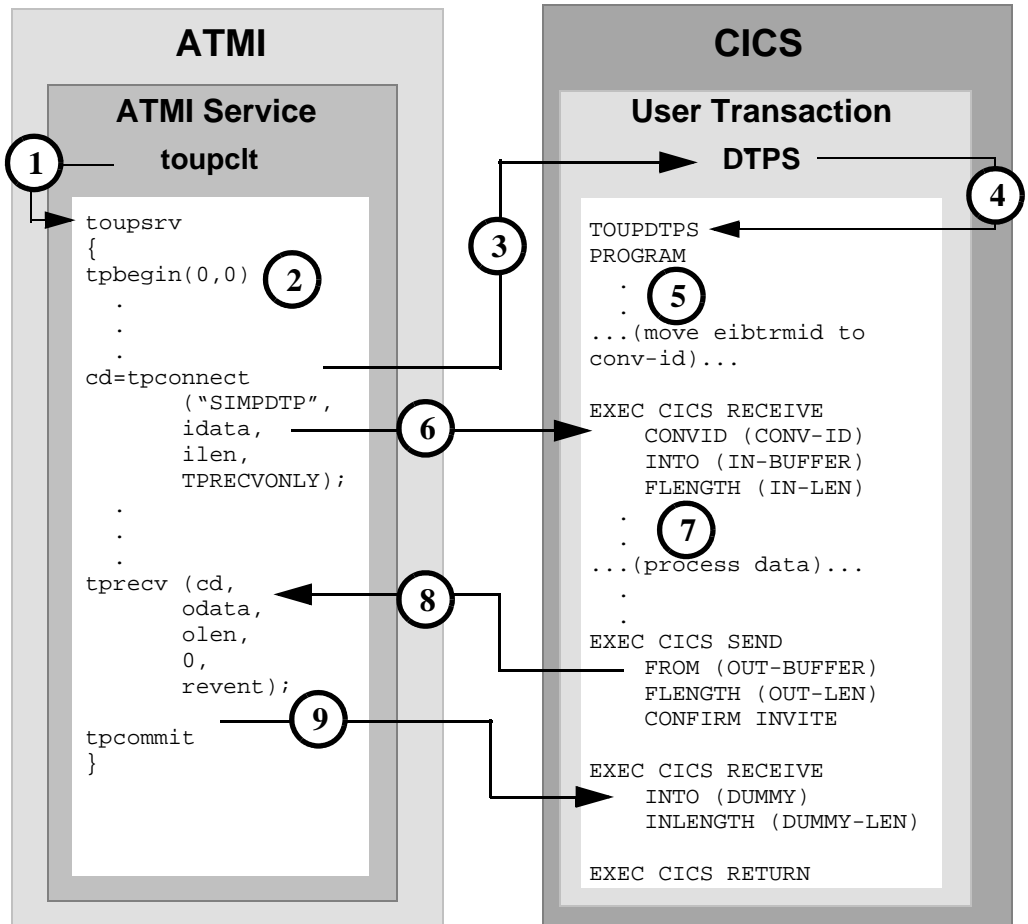 ATMI
ATMI Service
toupclt
1
toupsrv
{
tpbegin(0,0)
2
.
.
.
cd=tpconnect
("SIMPDTP",
idata,
ilen,
TPRECVONLY);
.
.
.
tprecv (cd,
odata,
olen,
0,
revent);
tpcommit
}
3
6
8
9
CICS
User Transaction
DTPS
4
TOUPDTPS
PROGRAM
.
.
5
...(move eibtrmid to
conv-id)...
EXEC CICS RECEIVE
CONVID (CONV-ID)
INTO (IN-BUFFER)
FLENGTH (IN-LEN)
.
.
7
...(process data)...
.
.
EXEC CICS SEND
FROM (OUT-BUFFER)
FLENGTH (OUT-LEN)
CONFIRM INVITE
EXEC CICS RECEIVE
INTO (DUMMY)
INLENGTH (DUMMY-LEN)
EXEC CICS RETURN